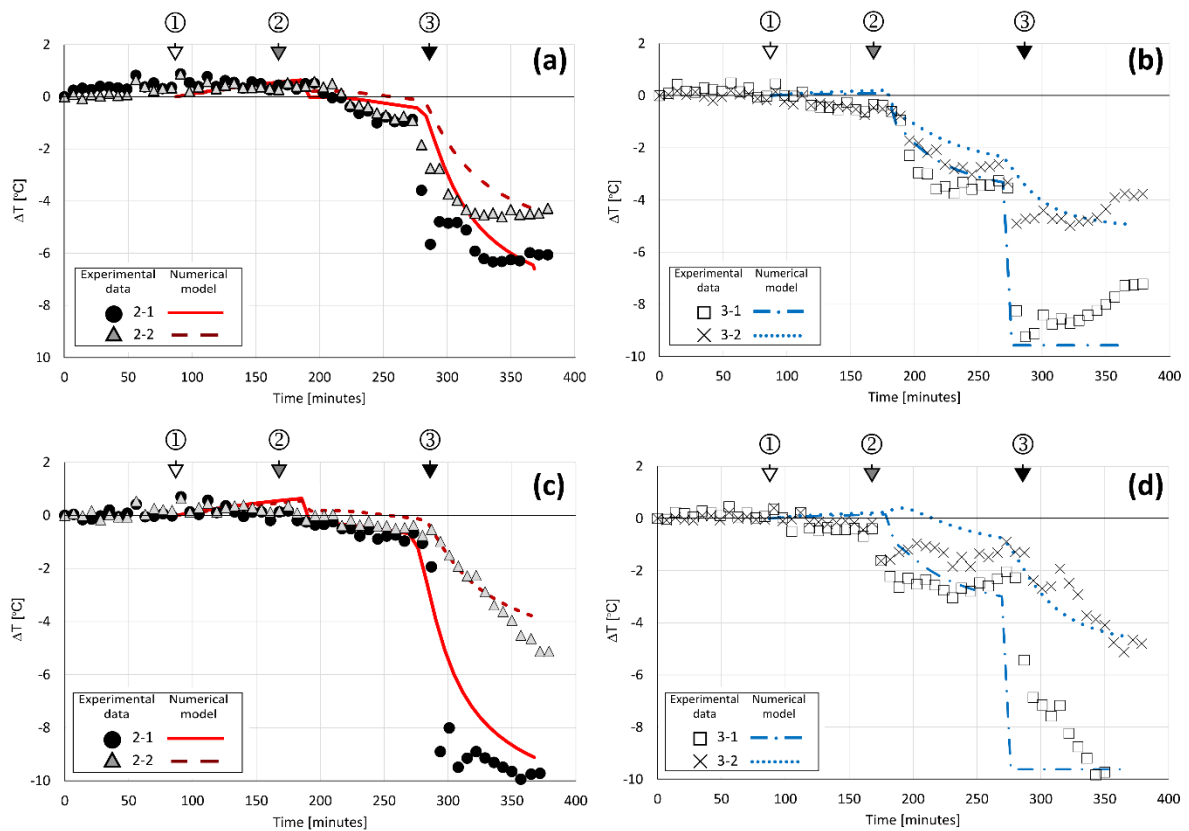 ① ② ③
(a)
2
0
-2
-4
-6
-8
10
ΔT [°C]
0 50 100 150 200 250 300 350 400
Time [minutes]
Experimental data Numerical model
2-1
2-2
① ② ③
(b)
2
0
-2
-4
-6
-8
-10
ΔT [°C]
0 50 100 150 200 250 300 350 400
Time [minutes]
Experimental data Numerical model
3-1
3-2
① ② ③
(c)
2
0
-2
-4
-6
-8
-10
ΔT [°C]
0 50 100 150 200 250 300 350 400
Time [minutes]
Experimental data Numerical model
2-1
2-2
① ② ③
(d)
2
0
-2
-4
-6
-8
-10
ΔT [°C]
0 50 100 150 200 250 300 350 400
Time [minutes]
Experimental data Numerical model
3-1
3-2